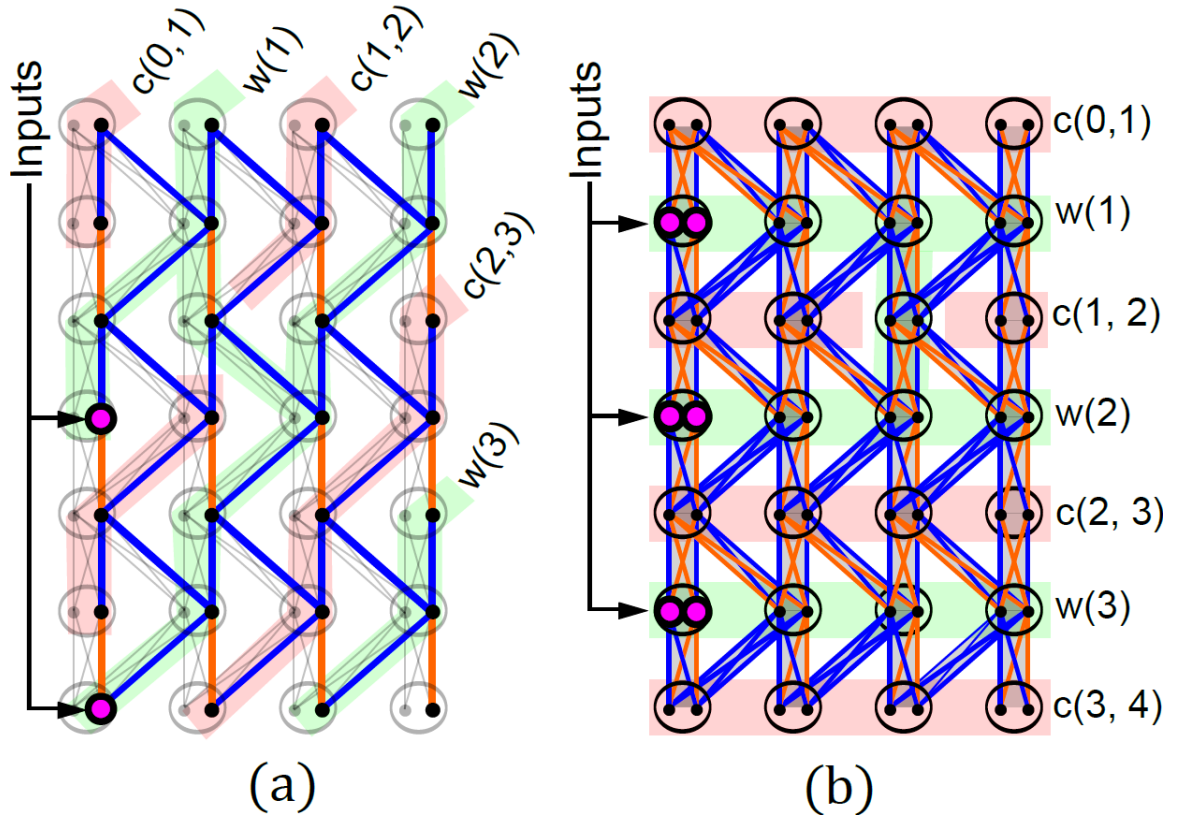 Inputs
c(0,1)
w(1)
c(1,2)
w(2)
c(2,3)
w(3)
(a)
Inputs
c(0,1)
w(1)
c(1, 2)
w(2)
c(2, 3)
w(3)
c(3, 4)
(b)